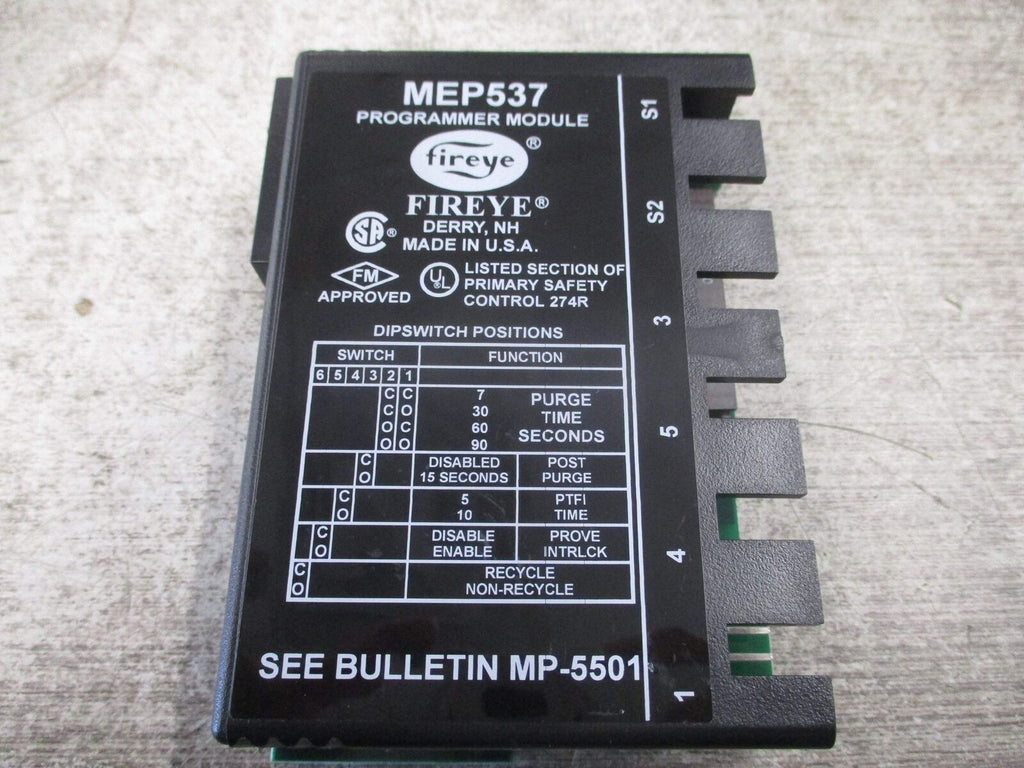 MEP537
PROGRAMMER MODULE
fireye®
FIREYE®
DERRY, NH
MADE IN U.S.A.
SA®
FM
APPROVED
UL
LISTED SECTION OF
PRIMARY SAFETY
CONTROL 274R
DIPSWITCH POSITIONS
SWITCH FUNCTION
6 5 4 3 2 1
C C 7 PURGE
C O 30 TIME
O C 60 SECONDS
O O 90
C DISABLED POST
O 15 SECONDS PURGE
C 5 PTFI
O 10 TIME
C DISABLE PROVE
O ENABLE INTRLCK
C RECYCLE
O NON-RECYCLE
SEE BULLETIN MP-5501
S1
S2
3
5
4
1